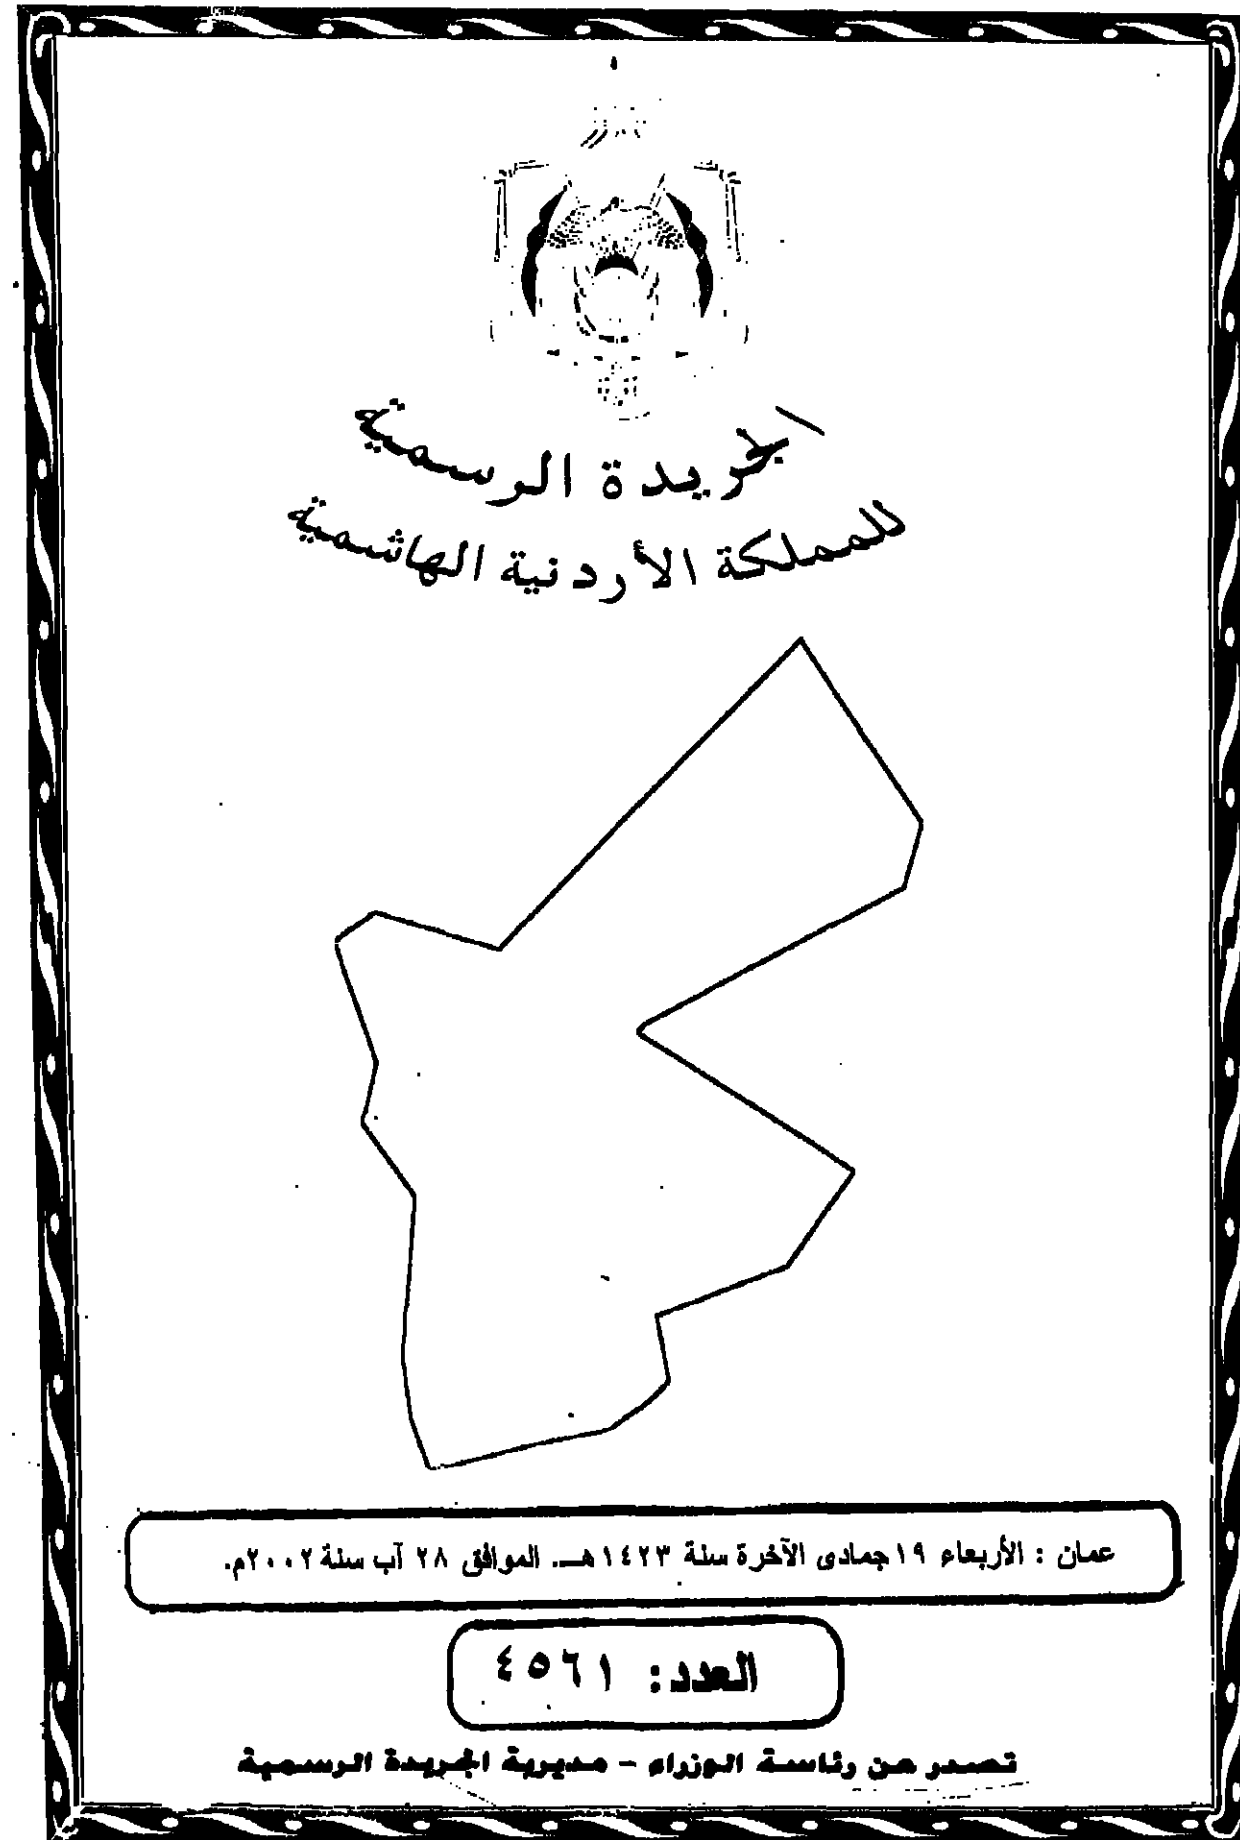 الجريدة الرسمية
للمملكة الأردنية الهاشمية
عمان : الأربعاء ١٩ جمادى الآخرة سنة ١٤٢٣ هـ. الموافق ٢٨ آب سنة ٢٠٠٢م.
العدد: ٤٥٦١
تصدر عن رئاسة الوزراء - مديرية الجريدة الرسمية